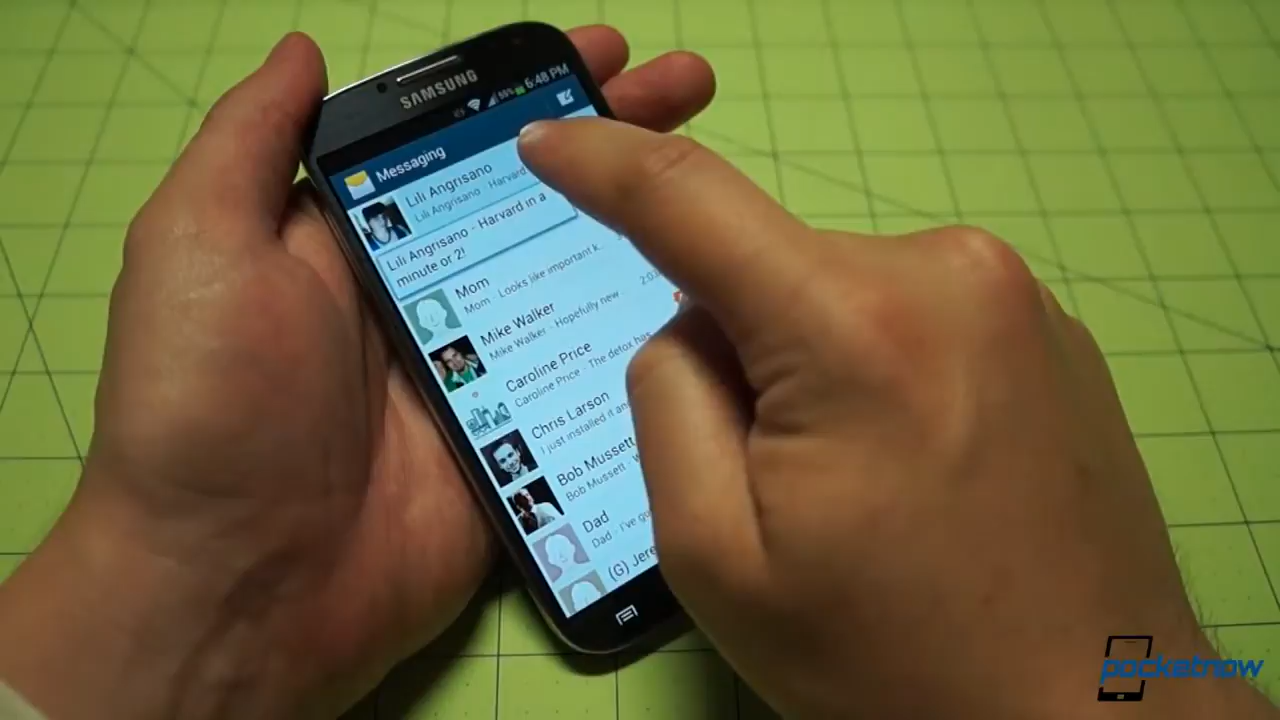 SAMSUNG
6:48 PM
Messaging
Lili Angrisano
Lili Angrisano - Harvard
Lili Angrisano - Harvard in a
minute or 2!
Mom
Mom - Looks like important k...
2:0
Mike Walker
Mike Walker - Hopefully new
Caroline Price
Caroline Price - The detox has
Chris Larson
I just installed it an
Bob Mussett
Bob Mussett -
Dad
Dad - I've go
(G) Jere
pocketnow